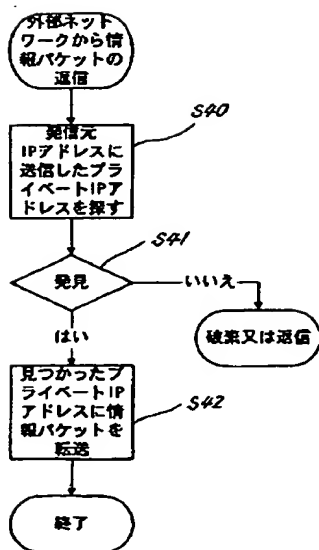 外部ネット
ワークから情
報パケットの
返信
S40
発信元
IPアドレスに
送信したプラ
イベートIPア
ドレスを探す
S41
発見
いいえ
はい
破棄又は返信
見つかったプ
ライベートIP
アドレスに情
報パケットを
転送
S42
終了